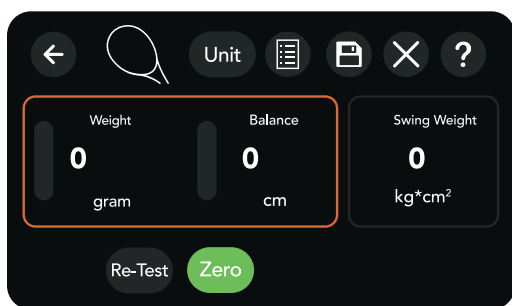 Unit
?
Weight
0
gram
Balance
0
cm
Swing Weight
0
kg*cm²
Re-Test
Zero